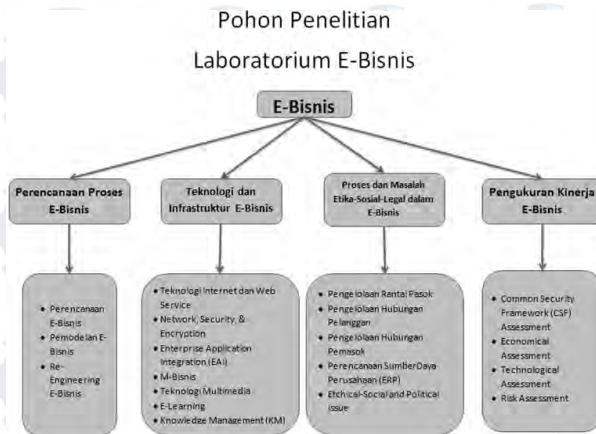 Pohon Penelitian
Laboratorium E-Bisnis
E-Bisnis
Perencanaan Proses
E-Bisnis
Teknologi dan
Infrastruktur E-Bisnis
Proses dan Masalah
Etika-Sosial-Legal dalam
E-Bisnis
Pengukuran Kinerja
E-Bisnis
• Perencanaan
E-Bisnis
• Pemodelan E-
Bisnis
• Re-
Engineering
E-Bisnis
• Teknologi Internet dan Web
Service
• Network, Security, &
Encryption
• Enterprise Application
Integration (EAI)
• M-Bisnis
• Teknologi Multimedia
• E-Learning
• Knowledge Management (KM)
• Pengelolaan Rantai Pasok
• Pengelolaan Hubungan
Pelanggan
• Pengelolaan Hubungan
Pemasok
• Perencanaan SumberDaya
Perusahaan (ERP)
• Etchical-Social and Political
Issue
• Common Security
Framework (CSF)
Assessment
• Economical
Assessment
• Technological
Assessment
• Risk Assessment